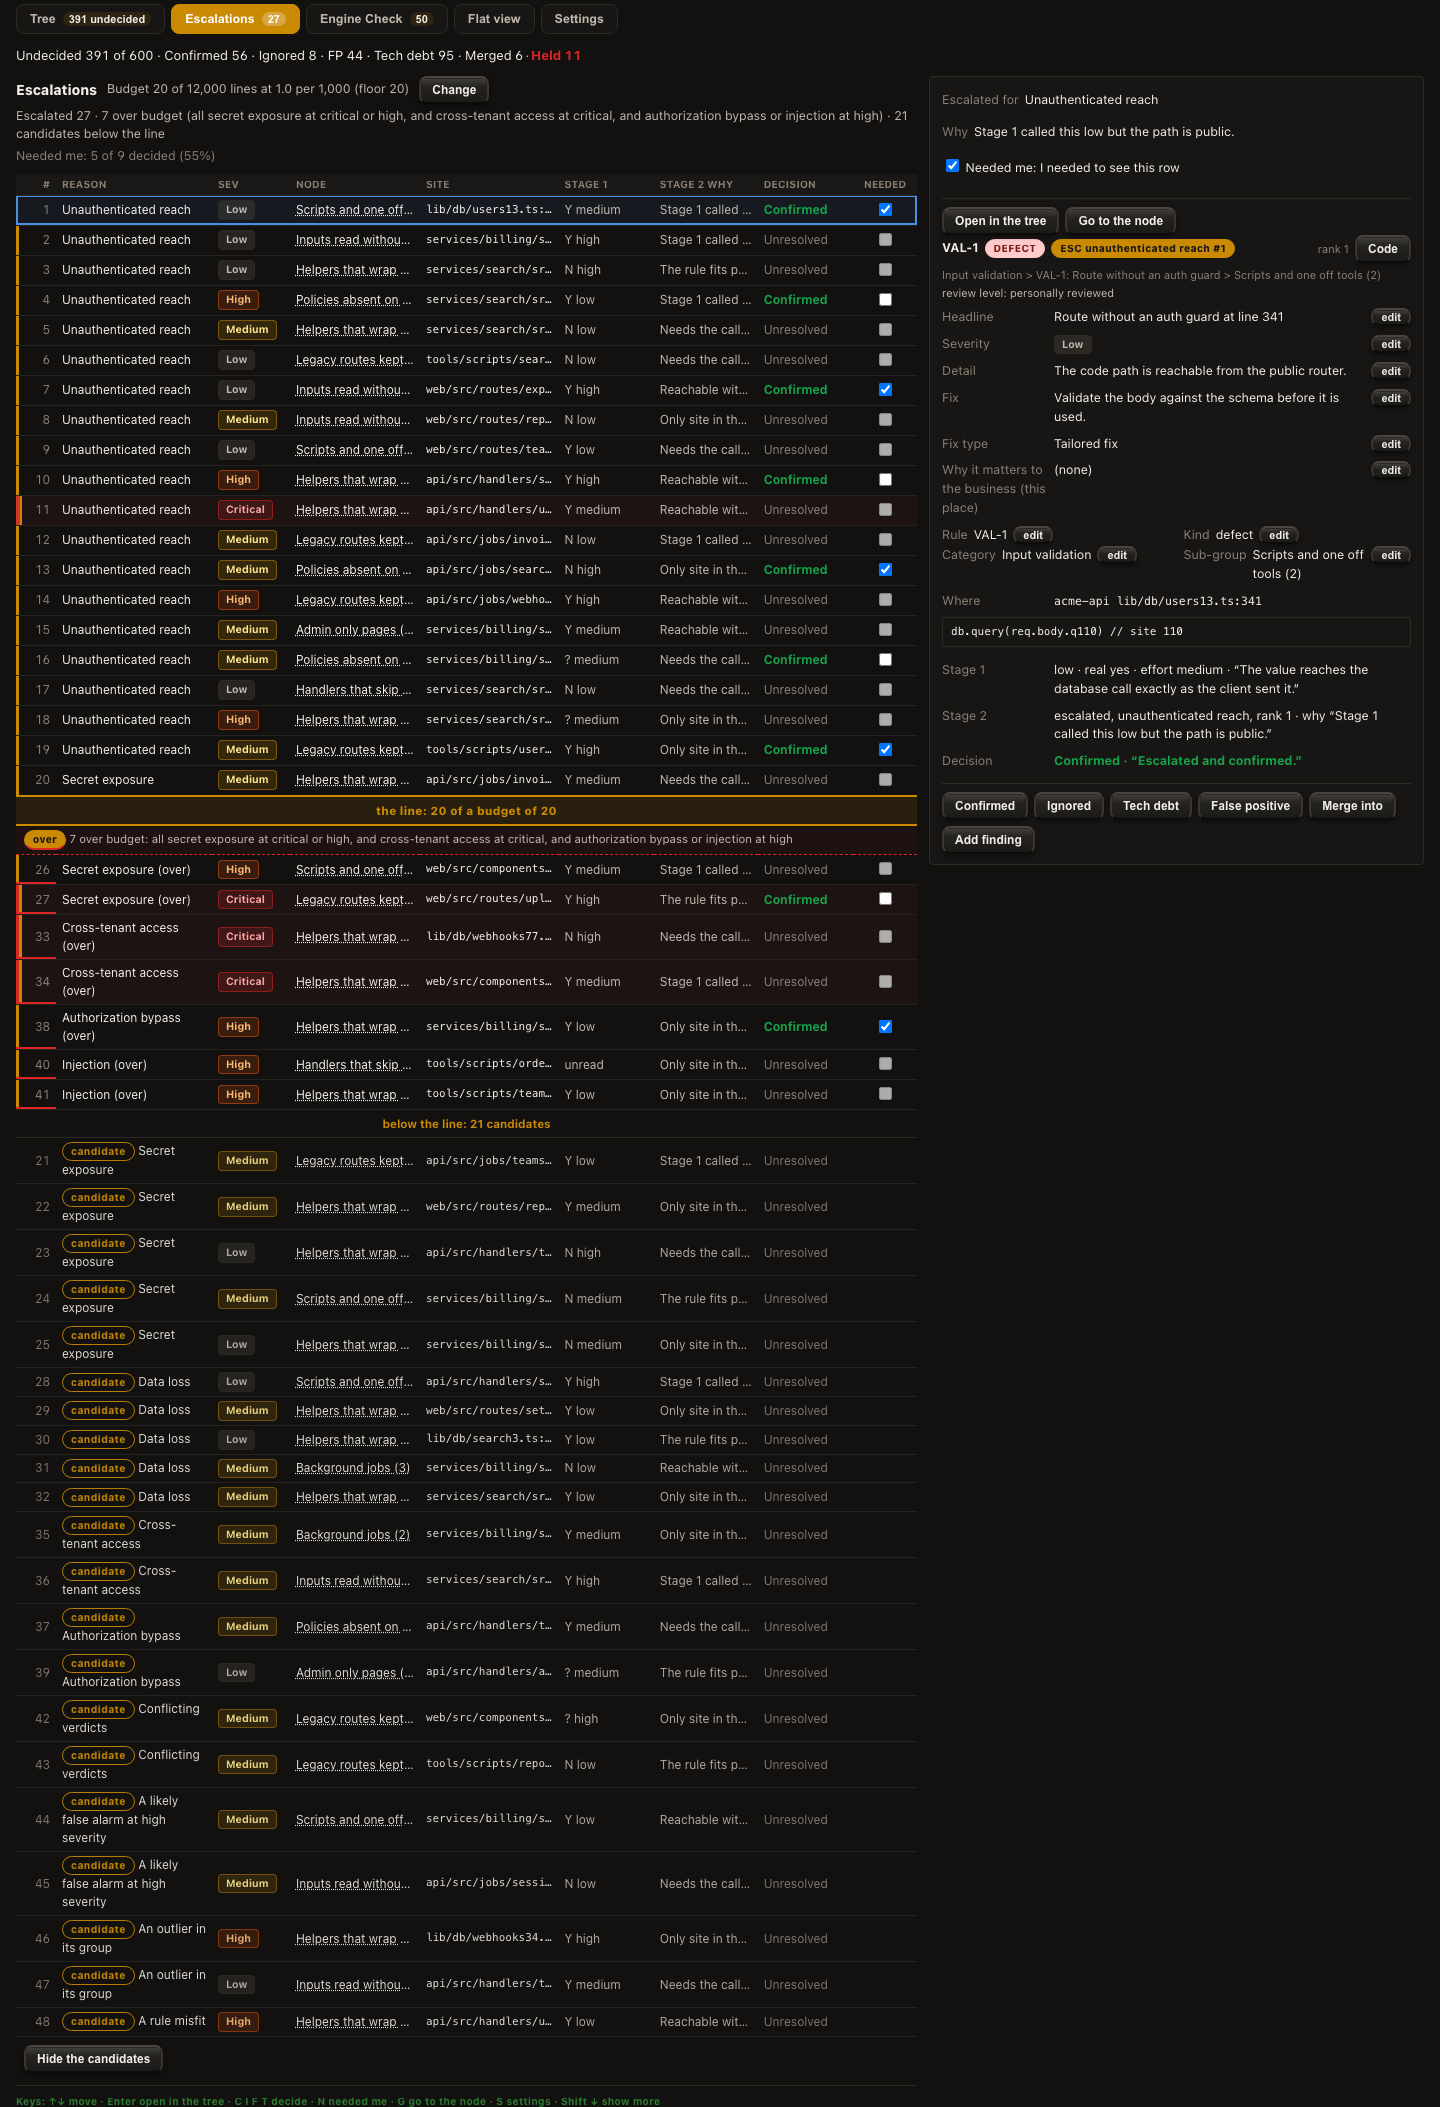 Tree 391 undecided Escalations 27 Engine Check 50 Flat view Settings
Undecided 391 of 600 · Confirmed 56 · Ignored 8 · FP 44 · Tech debt 95 · Merged 6 · Held 11
Escalations Budget 20 of 12,000 lines at 1.0 per 1,000 (floor 20) Change
Escalated 27 · 7 over budget (all secret exposure at critical or high, and cross-tenant access at critical, and authorization bypass or injection at high) · 21
candidates below the line
Needed me: 5 of 9 decided (55%)
# REASON SEV NODE SITE STAGE 1 STAGE 2 WHY DECISION NEEDED
1 Unauthenticated reach Low Scripts and one off... lib/db/users13.ts:… Y medium Stage 1 called ... Confirmed
2 Unauthenticated reach Low Inputs read withou... services/billing/s… Y high Stage 1 called ... Unresolved
3 Unauthenticated reach Low Helpers that wrap ... services/search/sr… N high The rule fits p... Unresolved
4 Unauthenticated reach High Policies absent on ... services/search/sr… Y low Stage 1 called ... Confirmed
5 Unauthenticated reach Medium Helpers that wrap ... services/search/sr… N low Needs the call... Unresolved
6 Unauthenticated reach Low Legacy routes kept... tools/scripts/sear… N low Needs the call... Unresolved
7 Unauthenticated reach Low Inputs read withou... web/src/routes/exp… Y high Reachable wit... Confirmed
8 Unauthenticated reach Medium Inputs read withou... web/src/routes/rep… N low Only site in th... Unresolved
9 Unauthenticated reach Low Scripts and one off... web/src/routes/tea… Y low Needs the call... Unresolved
10 Unauthenticated reach High Helpers that wrap ... api/src/handlers/s… Y high Reachable wit... Confirmed
11 Unauthenticated reach Critical Helpers that wrap ... api/src/handlers/u… Y medium Reachable wit... Unresolved
12 Unauthenticated reach Medium Legacy routes kept... api/src/jobs/invoi… N low Stage 1 called ... Unresolved
13 Unauthenticated reach Medium Policies absent on ... api/src/jobs/searc… N high Only site in th... Confirmed
14 Unauthenticated reach High Legacy routes kept... api/src/jobs/webho… Y high Reachable wit... Unresolved
15 Unauthenticated reach Medium Admin only pages (... services/billing/s… Y medium Reachable wit... Unresolved
16 Unauthenticated reach Medium Policies absent on ... services/billing/s… ? medium Needs the call... Confirmed
17 Unauthenticated reach Low Handlers that skip ... services/search/sr… N low Needs the call... Unresolved
18 Unauthenticated reach High Helpers that wrap ... services/search/sr… ? medium Only site in th... Unresolved
19 Unauthenticated reach Medium Legacy routes kept... tools/scripts/user… Y high Only site in th... Confirmed
20 Secret exposure Medium Helpers that wrap ... api/src/jobs/invoi… Y medium Needs the call... Unresolved
the line: 20 of a budget of 20
over 7 over budget: all secret exposure at critical or high, and cross-tenant access at critical, and authorization bypass or injection at high
26 Secret exposure (over) High Scripts and one off... web/src/components… Y medium Stage 1 called ... Unresolved
27 Secret exposure (over) Critical Legacy routes kept... web/src/routes/upl… Y high The rule fits p... Confirmed
33 Cross-tenant access (over) Critical Helpers that wrap ... lib/db/webhooks77.… N high Needs the call... Unresolved
34 Cross-tenant access (over) Critical Helpers that wrap ... web/src/components… Y medium Stage 1 called ... Unresolved
38 Authorization bypass (over) High Helpers that wrap ... services/billing/s… Y low Only site in th... Confirmed
40 Injection (over) High Handlers that skip ... tools/scripts/orde… unread Only site in th... Unresolved
41 Injection (over) High Helpers that wrap ... tools/scripts/team… Y low Only site in th... Unresolved
below the line: 21 candidates
21 candidate Secret exposure Medium Legacy routes kept... api/src/jobs/teams… Y low Stage 1 called ... Unresolved
22 candidate Secret exposure Medium Helpers that wrap ... web/src/routes/rep… Y medium Only site in th... Unresolved
23 candidate Secret exposure Low Helpers that wrap ... api/src/handlers/t… N high Needs the call... Unresolved
24 candidate Secret exposure Medium Scripts and one off... services/billing/s… N medium The rule fits p... Unresolved
25 candidate Secret exposure Low Helpers that wrap ... services/billing/s… N medium Only site in th... Unresolved
28 candidate Data loss Low Scripts and one off... api/src/handlers/s… Y high Stage 1 called ... Unresolved
29 candidate Data loss Medium Helpers that wrap ... web/src/routes/set… Y low Only site in th... Unresolved
30 candidate Data loss Low Helpers that wrap ... lib/db/search3.ts:… Y low The rule fits p... Unresolved
31 candidate Data loss Medium Background jobs (3) services/billing/s… N low Reachable wit... Unresolved
32 candidate Data loss Medium Helpers that wrap ... services/search/sr… Y low Only site in th... Unresolved
35 candidate Cross-tenant access Medium Background jobs (2) services/billing/s… Y medium Only site in th... Unresolved
36 candidate Cross-tenant access Medium Inputs read withou... services/search/sr… Y high Stage 1 called ... Unresolved
37 candidate Authorization bypass Medium Policies absent on ... api/src/handlers/t… Y medium Needs the call... Unresolved
39 candidate Authorization bypass Low Admin only pages (... api/src/handlers/a… ? medium The rule fits p... Unresolved
42 candidate Conflicting verdicts Medium Legacy routes kept... web/src/components… ? high Only site in th... Unresolved
43 candidate Conflicting verdicts Medium Legacy routes kept... tools/scripts/repo… N low The rule fits p... Unresolved
44 candidate A likely false alarm at high severity Medium Scripts and one off... services/billing/s… Y low Reachable wit... Unresolved
45 candidate A likely false alarm at high severity Medium Inputs read withou... api/src/jobs/sessi… N low Needs the call... Unresolved
46 candidate An outlier in its group High Helpers that wrap ... lib/db/webhooks34.… Y high Only site in th... Unresolved
47 candidate An outlier in its group Low Inputs read withou... api/src/handlers/t… Y medium Needs the call... Unresolved
48 candidate A rule misfit High Helpers that wrap ... api/src/handlers/u… Y low Reachable wit... Unresolved
Hide the candidates
Keys: ↑↓ move · Enter open in the tree · C I F T decide · N needed me · G go to the node · S settings · Shift ↓ show more
Escalated for Unauthenticated reach
Why Stage 1 called this low but the path is public.
Needed me: I needed to see this row
Open in the tree Go to the node
VAL-1 DEFECT ESC unauthenticated reach #1 rank 1 Code
Input validation > VAL-1: Route without an auth guard > Scripts and one off tools (2)
review level: personally reviewed
Headline Route without an auth guard at line 341 edit
Severity Low edit
Detail The code path is reachable from the public router. edit
Fix Validate the body against the schema before it is used. edit
Fix type Tailored fix edit
Why it matters to the business (this place) (none) edit
Rule VAL-1 edit Kind defect edit
Category Input validation edit Sub-group Scripts and one off tools (2) edit
Where acme-api lib/db/users13.ts:341
db.query(req.body.q110) // site 110
Stage 1 low · real yes · effort medium · “The value reaches the
database call exactly as the client sent it.”
Stage 2 escalated, unauthenticated reach, rank 1 · why “Stage 1
called this low but the path is public.”
Decision Confirmed · “Escalated and confirmed.”
Confirmed Ignored Tech debt False positive Merge into
Add finding